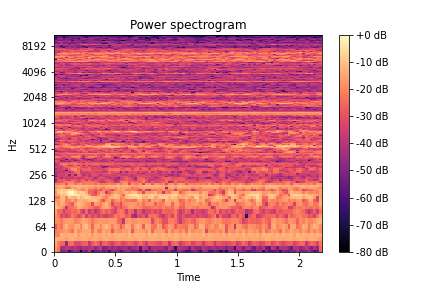 Power spectrogram
8192
4096
2048
1024
512
256
128
64
0
Hz
0
0.5
1
1.5
2
Time
+0 dB
-10 dB
-20 dB
-30 dB
-40 dB
-50 dB
-60 dB
-70 dB
-80 dB